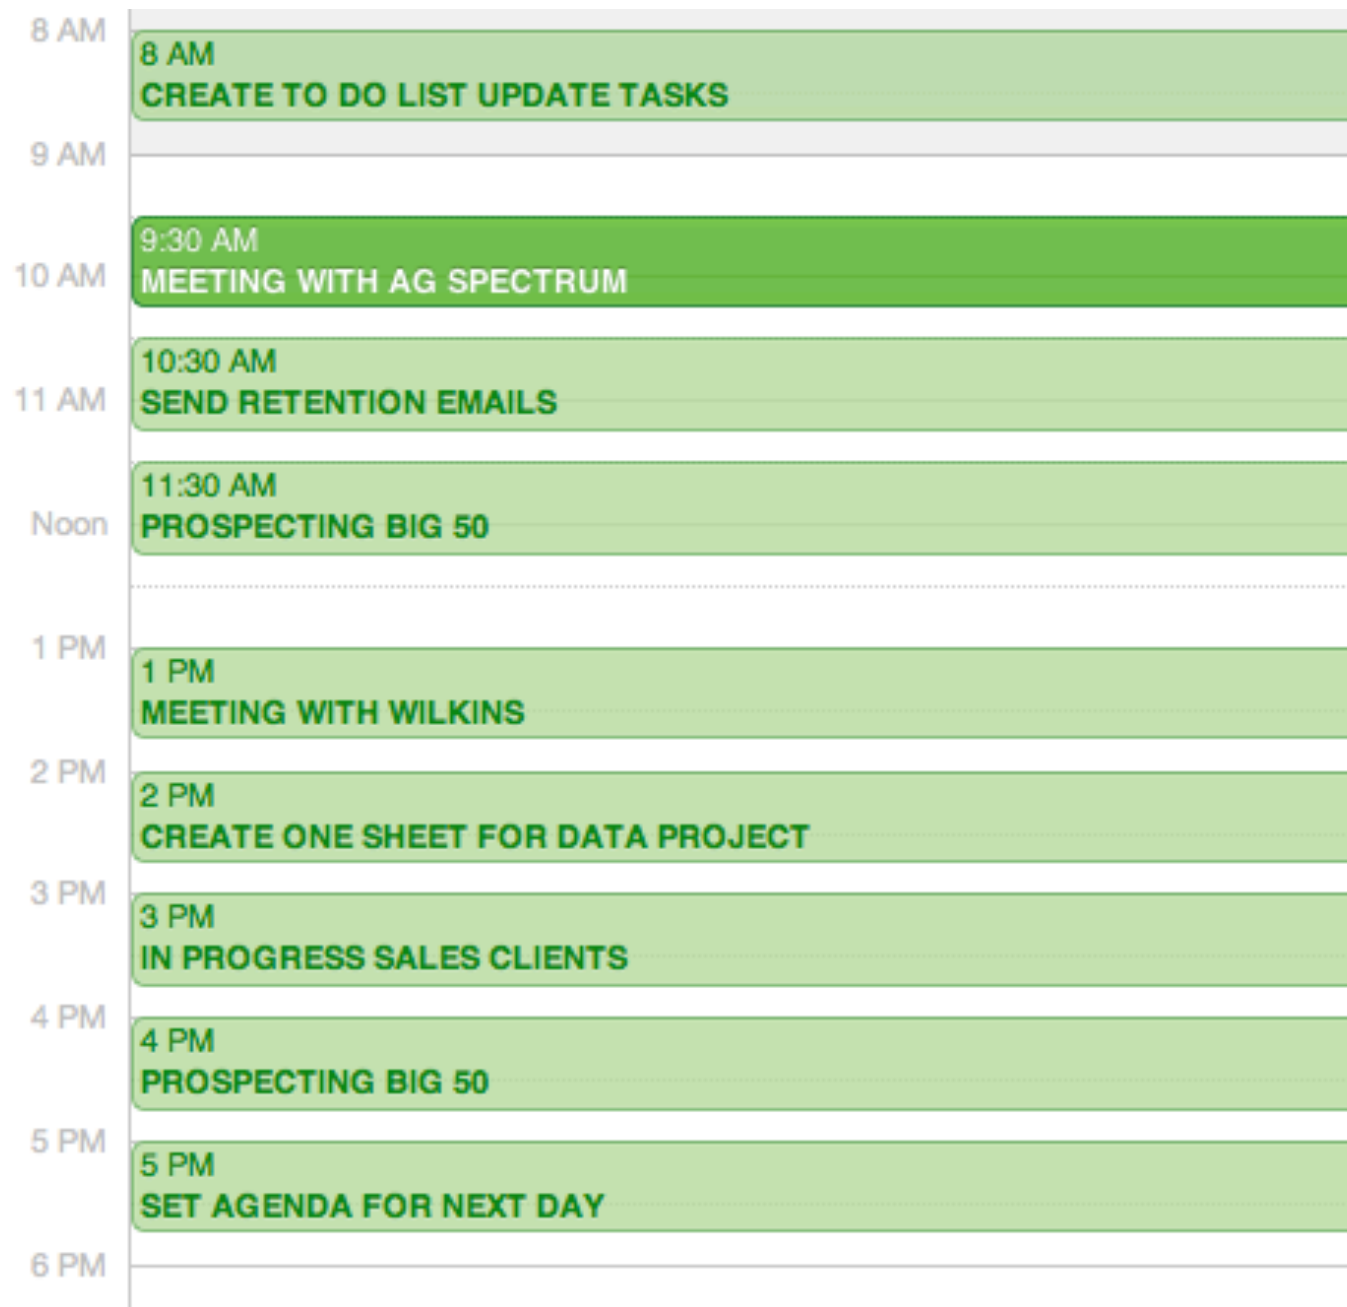 8 AM
8 AM
CREATE TO DO LIST UPDATE TASKS
9 AM
9:30 AM
10 AM
MEETING WITH AG SPECTRUM
10:30 AM
11 AM
SEND RETENTION EMAILS
11:30 AM
Noon
PROSPECTING BIG 50
1 PM
1 PM
MEETING WITH WILKINS
2 PM
2 PM
CREATE ONE SHEET FOR DATA PROJECT
3 PM
3 PM
IN PROGRESS SALES CLIENTS
4 PM
4 PM
PROSPECTING BIG 50
5 PM
5 PM
SET AGENDA FOR NEXT DAY
6 PM